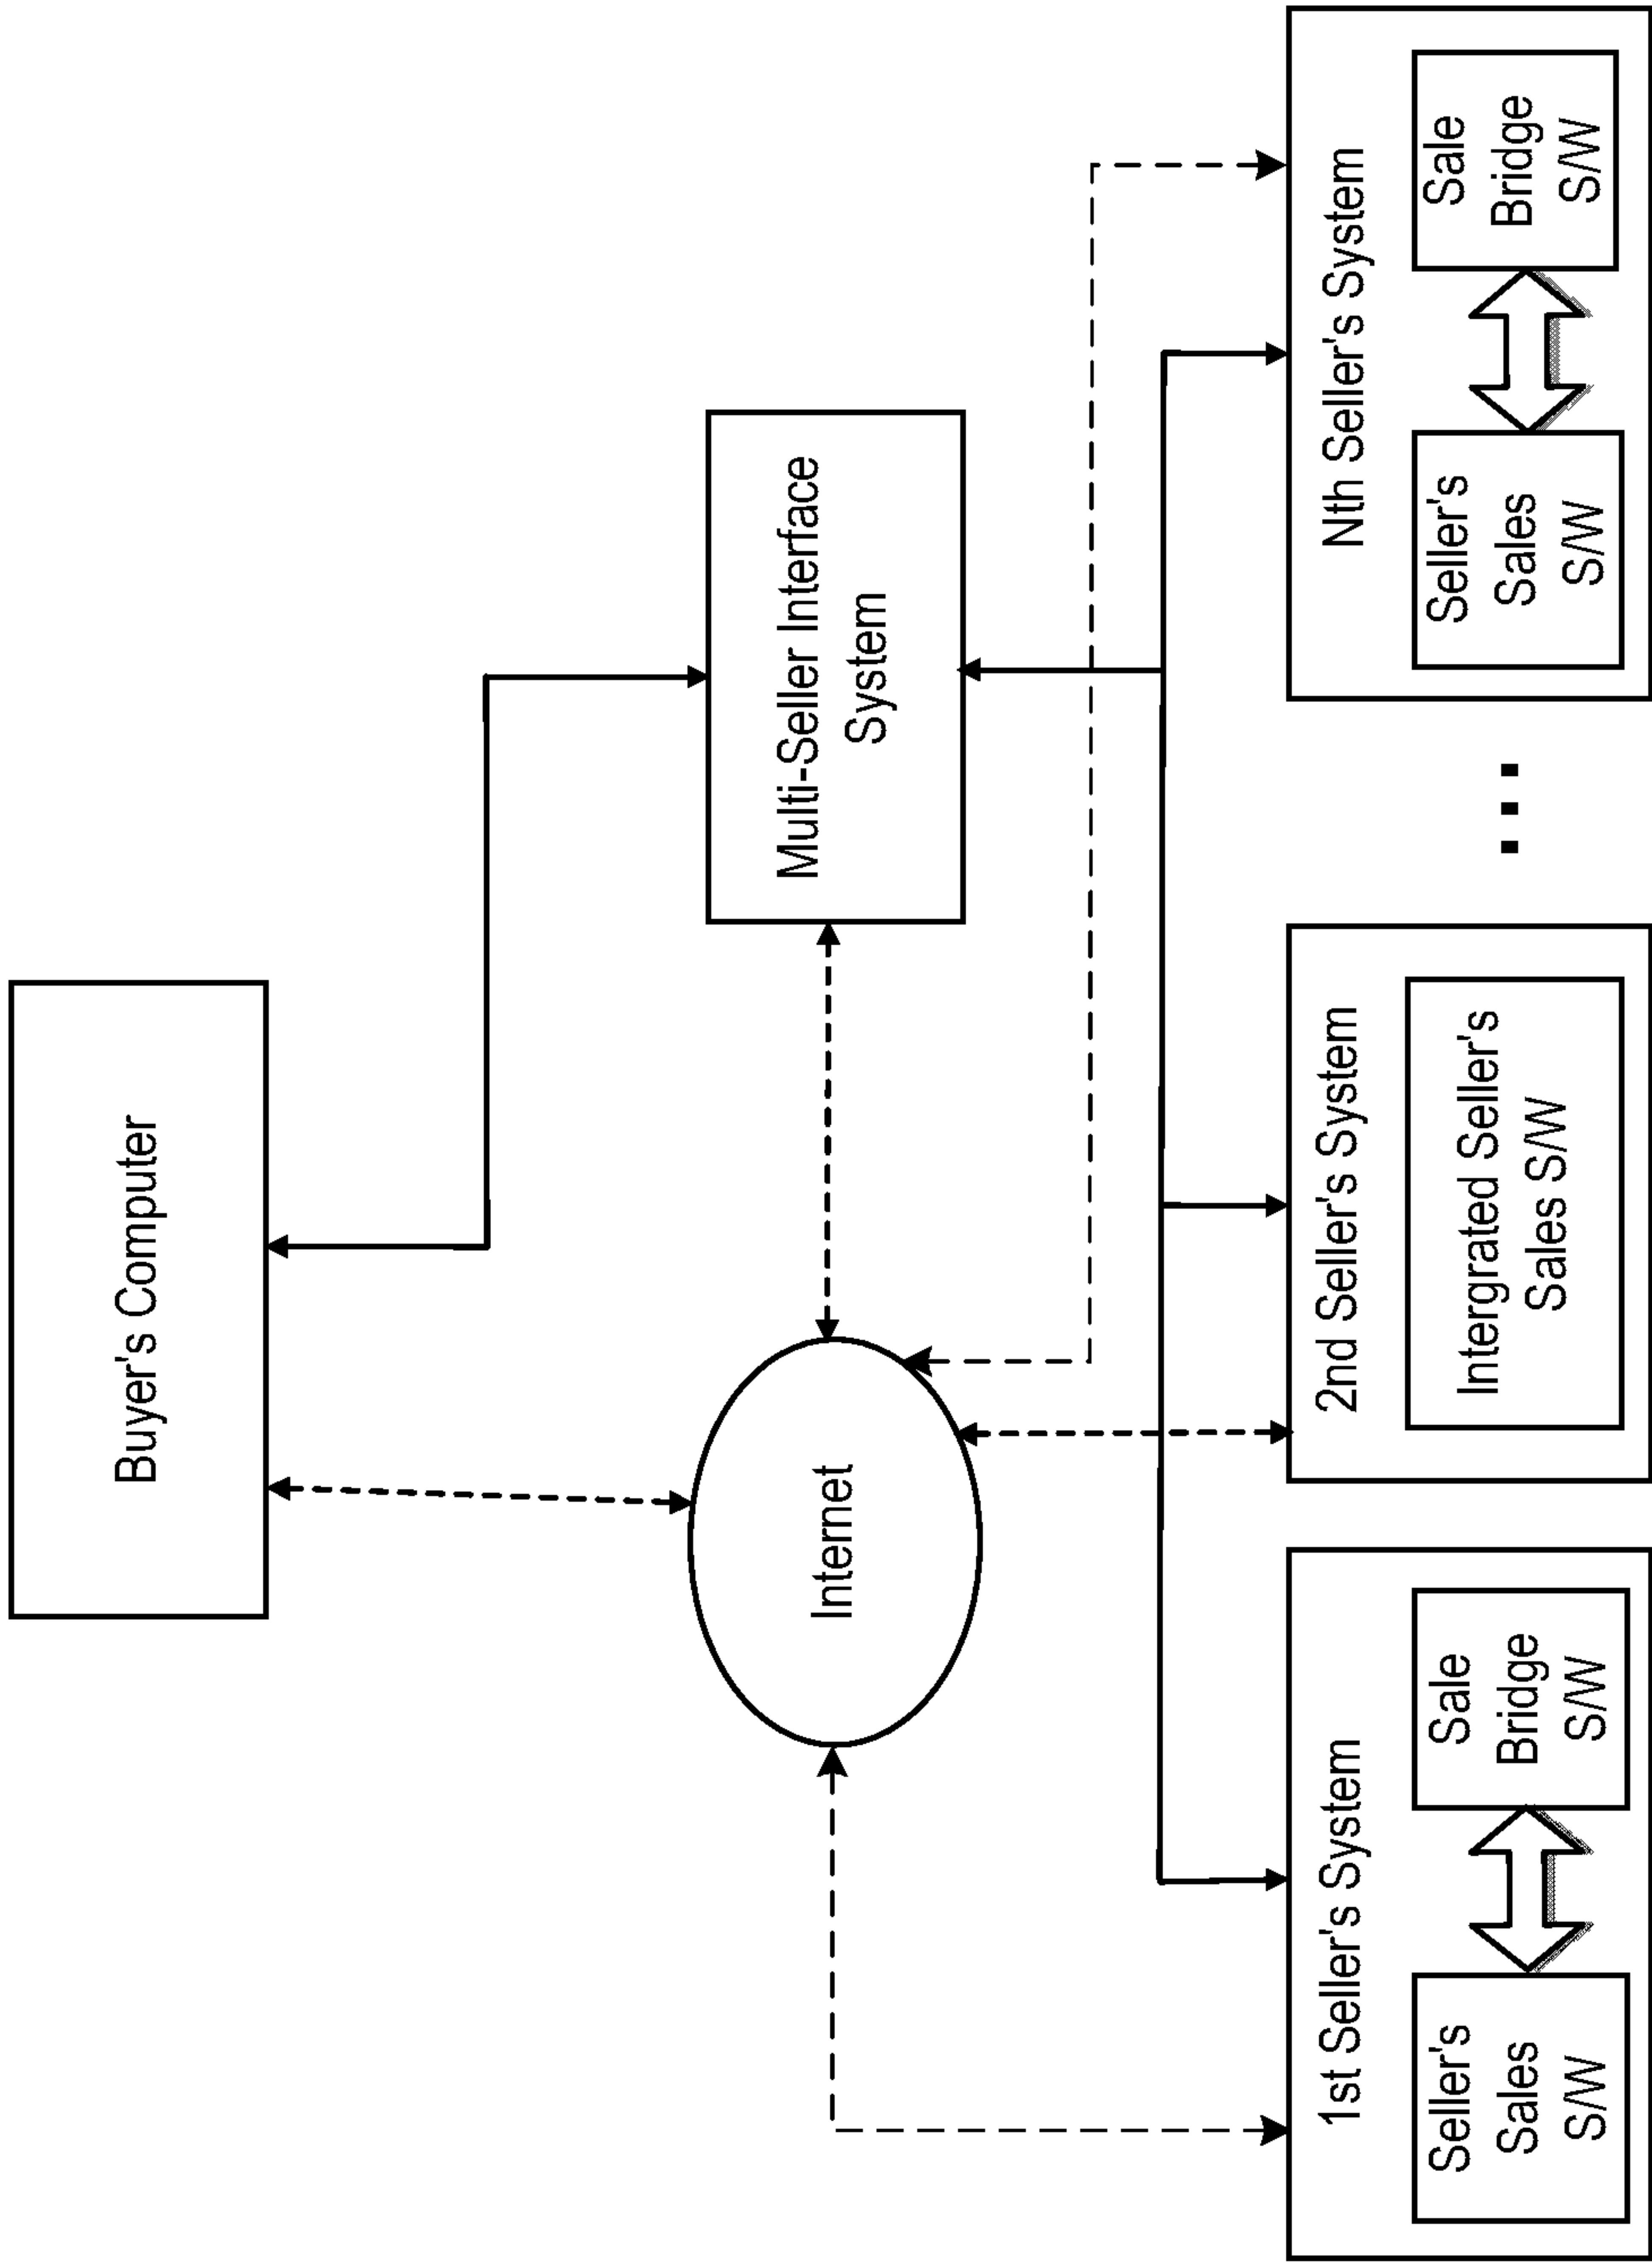 Buyer's Computer
Internet
Multi-Seller Interface
System
1st Seller's System
Seller's
Sales
S/W
Sale
Bridge
S/W
2nd Seller's System
Intergrated Seller's
Sales S/W
Nth Seller's System
Seller's
Sales
S/W
Sale
Bridge
S/W